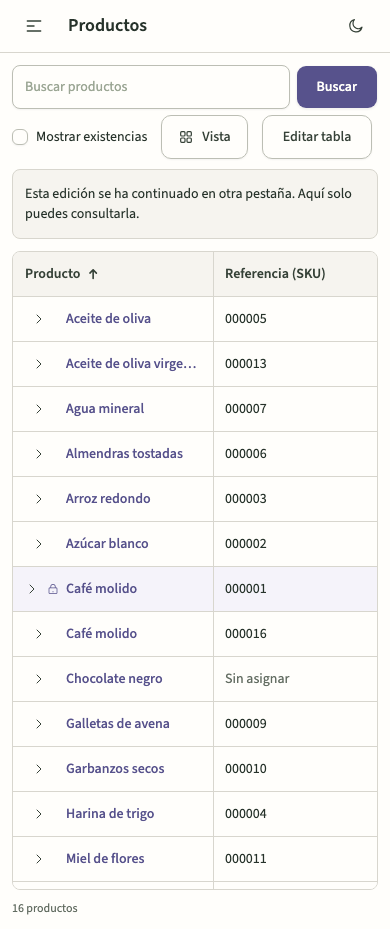 Productos
Buscar productos
Buscar
Mostrar existencias
Vista
Editar tabla
Esta edición se ha continuado en otra pestaña. Aquí solo
puedes consultarla.
Producto Referencia (SKU)
Aceite de oliva 000005
Aceite de oliva virge... 000013
Agua mineral 000007
Almendras tostadas 000006
Arroz redondo 000003
Azúcar blanco 000002
Café molido 000001
Café molido 000016
Chocolate negro Sin asignar
Galletas de avena 000009
Garbanzos secos 000010
Harina de trigo 000004
Miel de flores 000011
16 productos